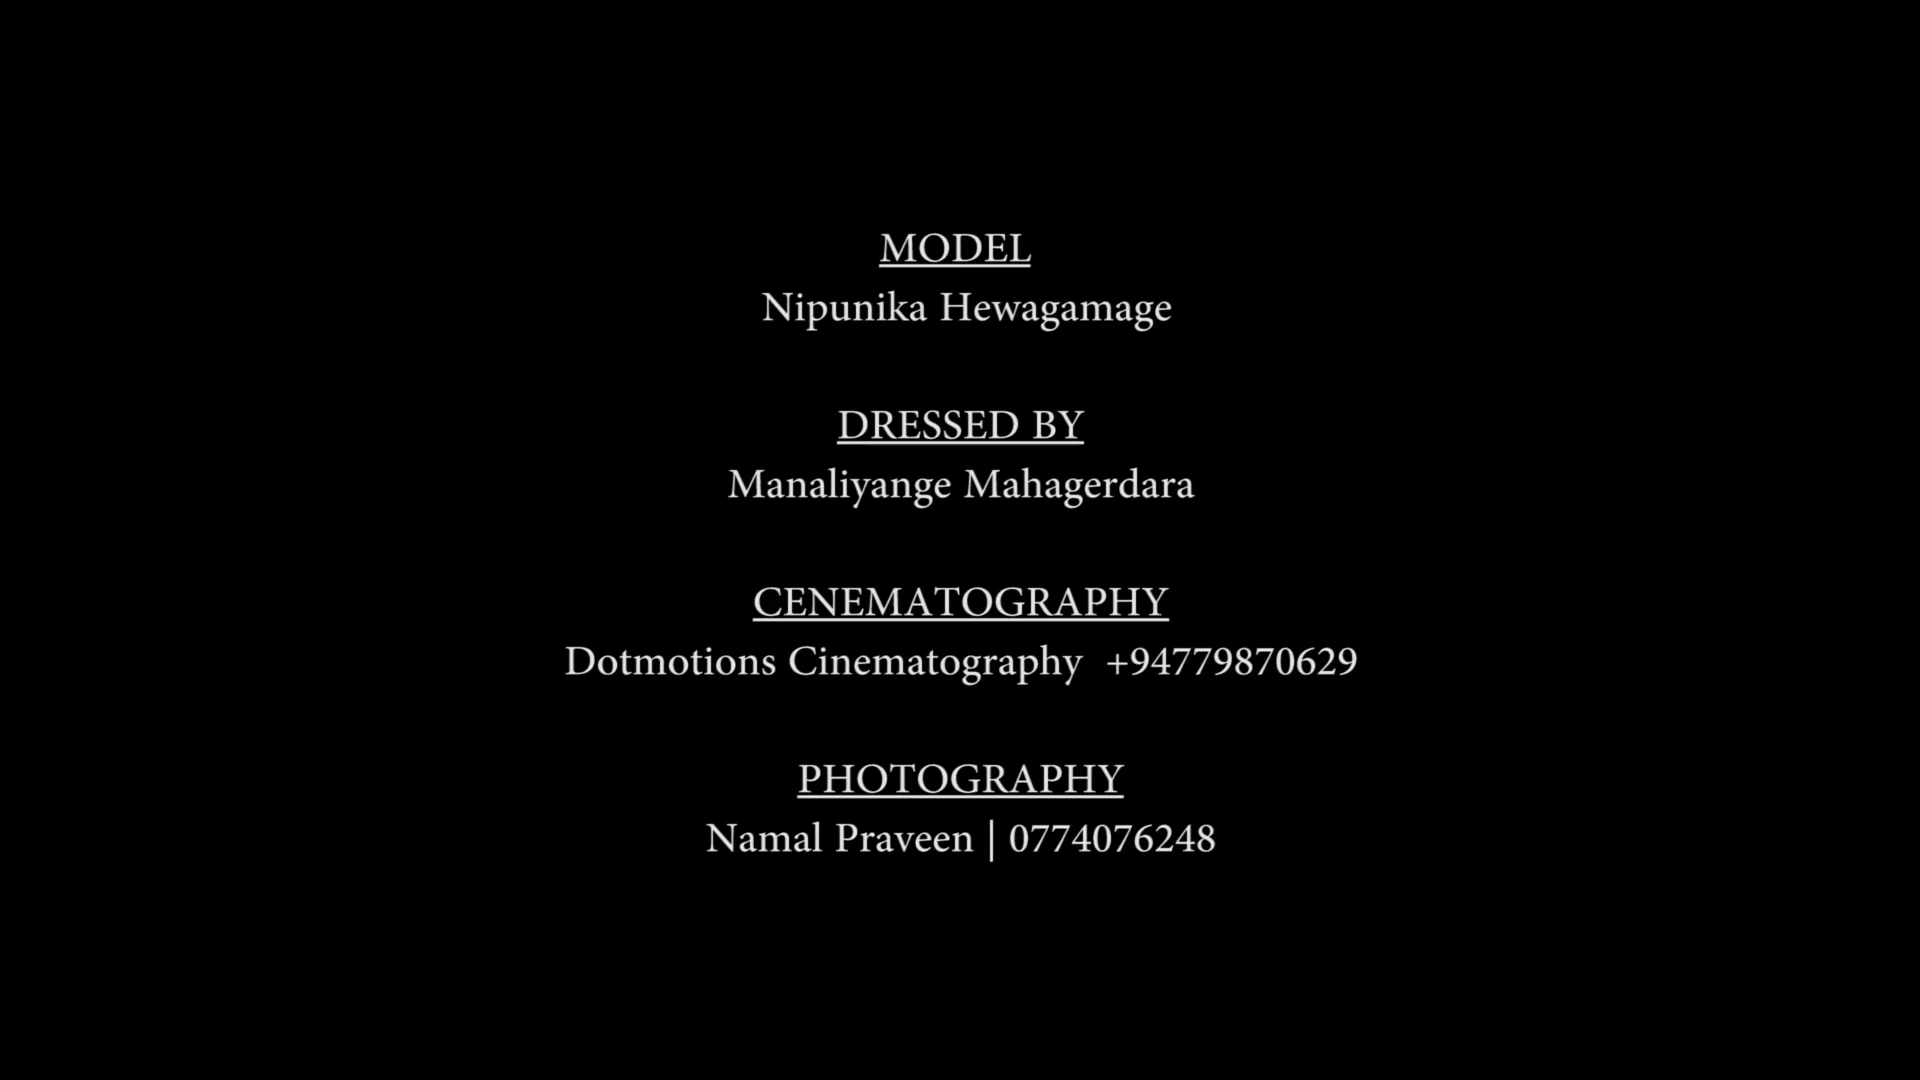 MODEL
Nipunika Hewagamage
DRESSED BY
Manaliyange Mahagerdara
CENEMATOGRAPHY
Dotmotions Cinematography +94779870629
PHOTOGRAPHY
Namal Praveen | 0774076248